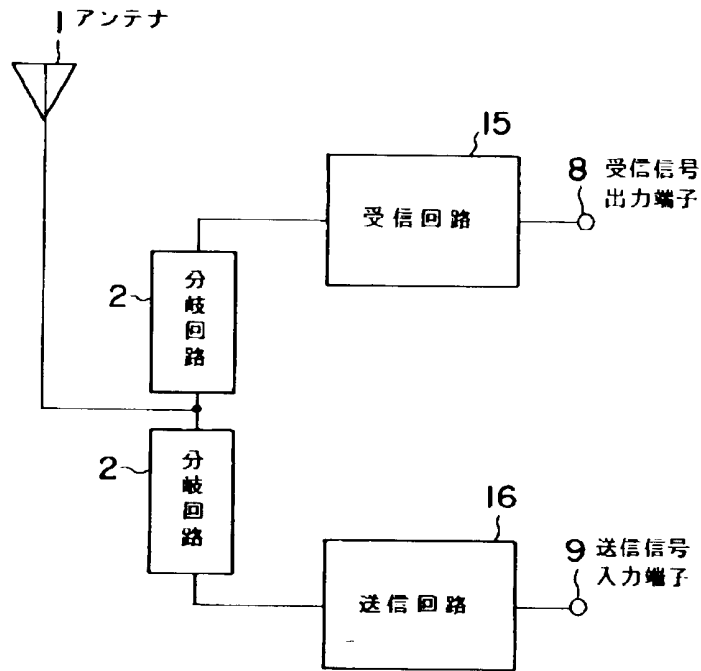 1 アンテナ
15
受信回路
8 受信信号
出力端子
2
分岐回路
2
分岐回路
16
送信回路
9 送信信号
入力端子